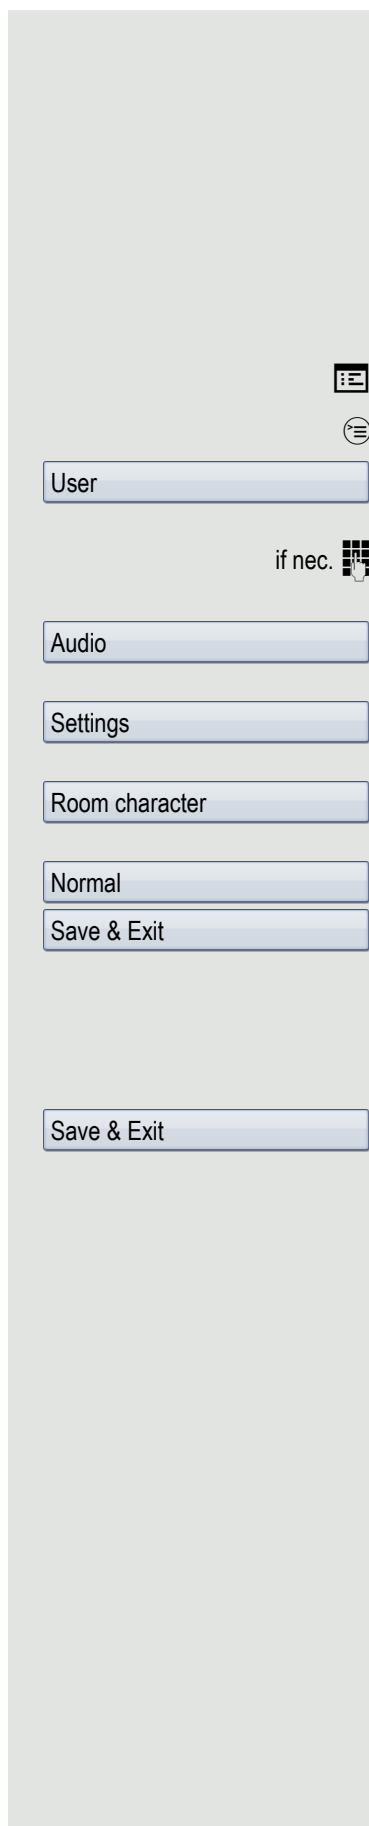 User
if nec.
Audio
Settings
Room character
Normal
Save & Exit
Save & Exit